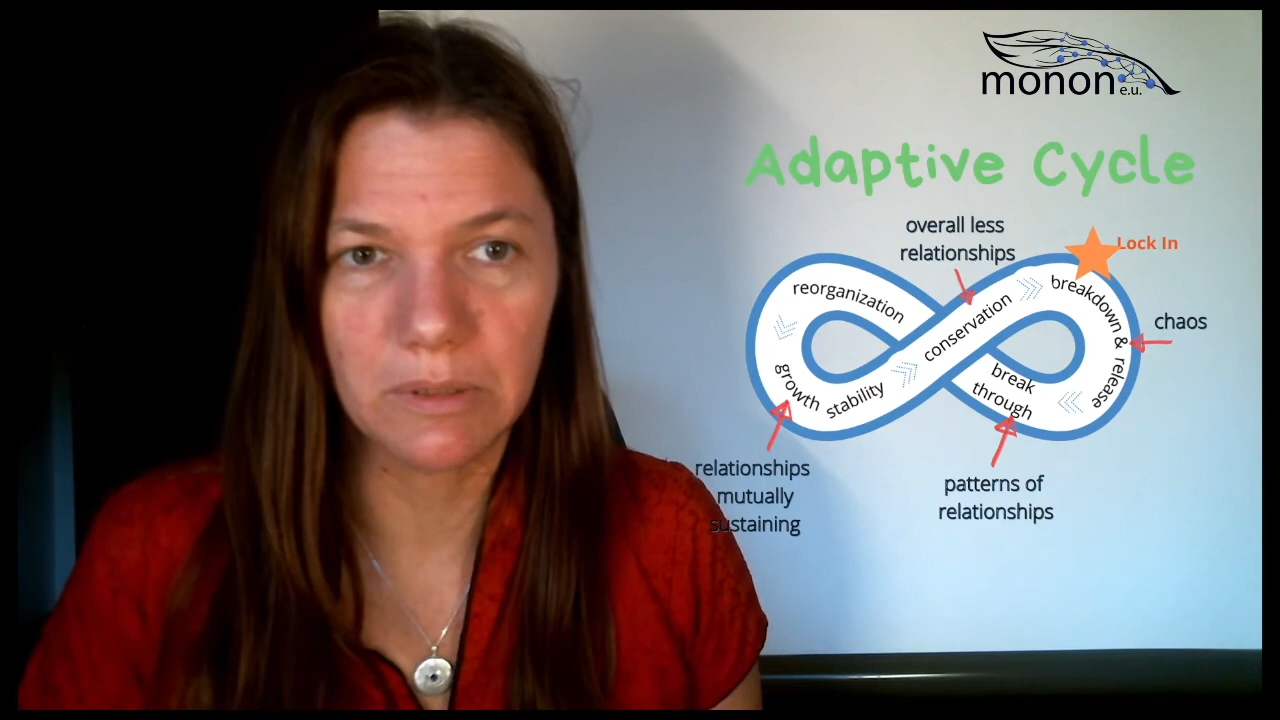 monon e.u.
Adaptive Cycle
overall less
relationships
Lock In
reorganization
conservation
breakdown & release
chaos
growth
stability
break
through
relationships
mutually
sustaining
patterns of
relationships